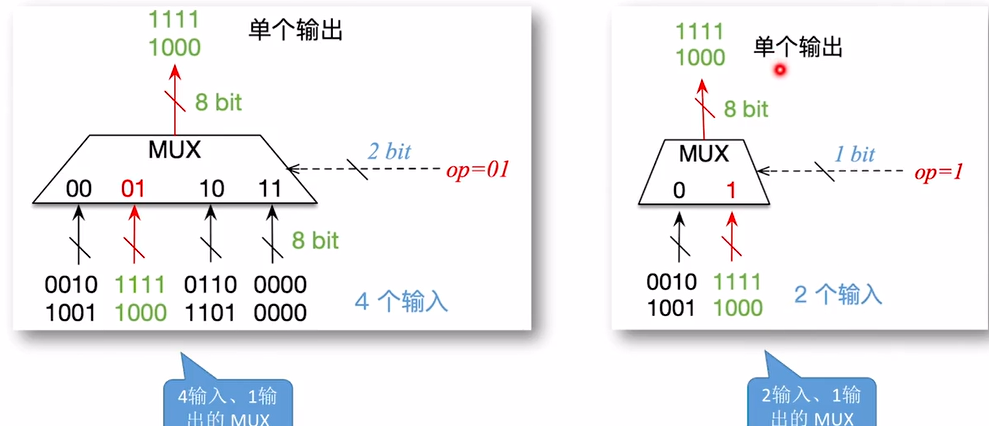 1111
1000
单个输出
8 bit
MUX
2 bit
op=01
00 01 10 11
8 bit
0010 1111 0110 0000
1001 1000 1101 0000
4 个输入
4输入、1输
出的 MUX
1111
1000
单个输出
8 bit
MUX
1 bit
op=1
0 1
0010 1111
1001 1000
2 个输入
2输入、1输
出的 MUX